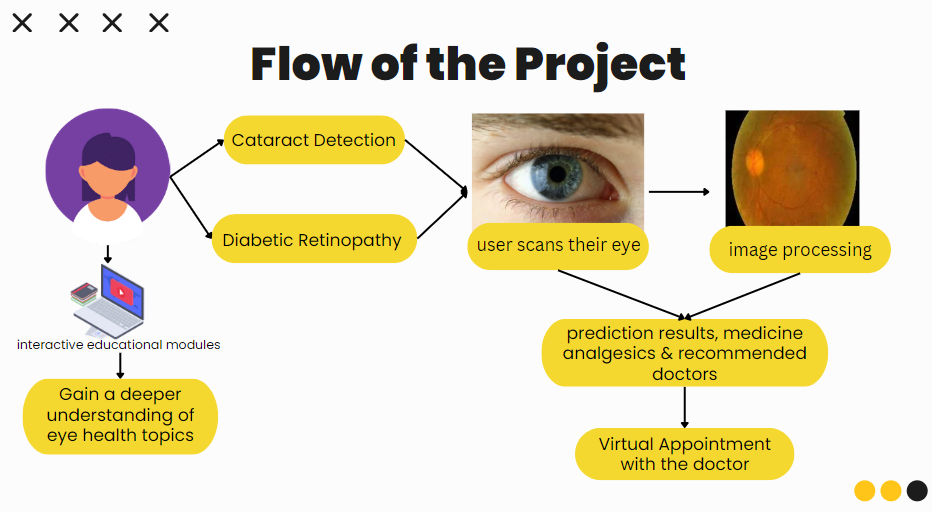 Flow of the Project
Cataract Detection
Diabetic Retinopathy
user scans their eye
image processing
interactive educational modules
Gain a deeper
understanding of
eye health topics
prediction results, medicine
analgesics & recommended
doctors
Virtual Appointment
with the doctor